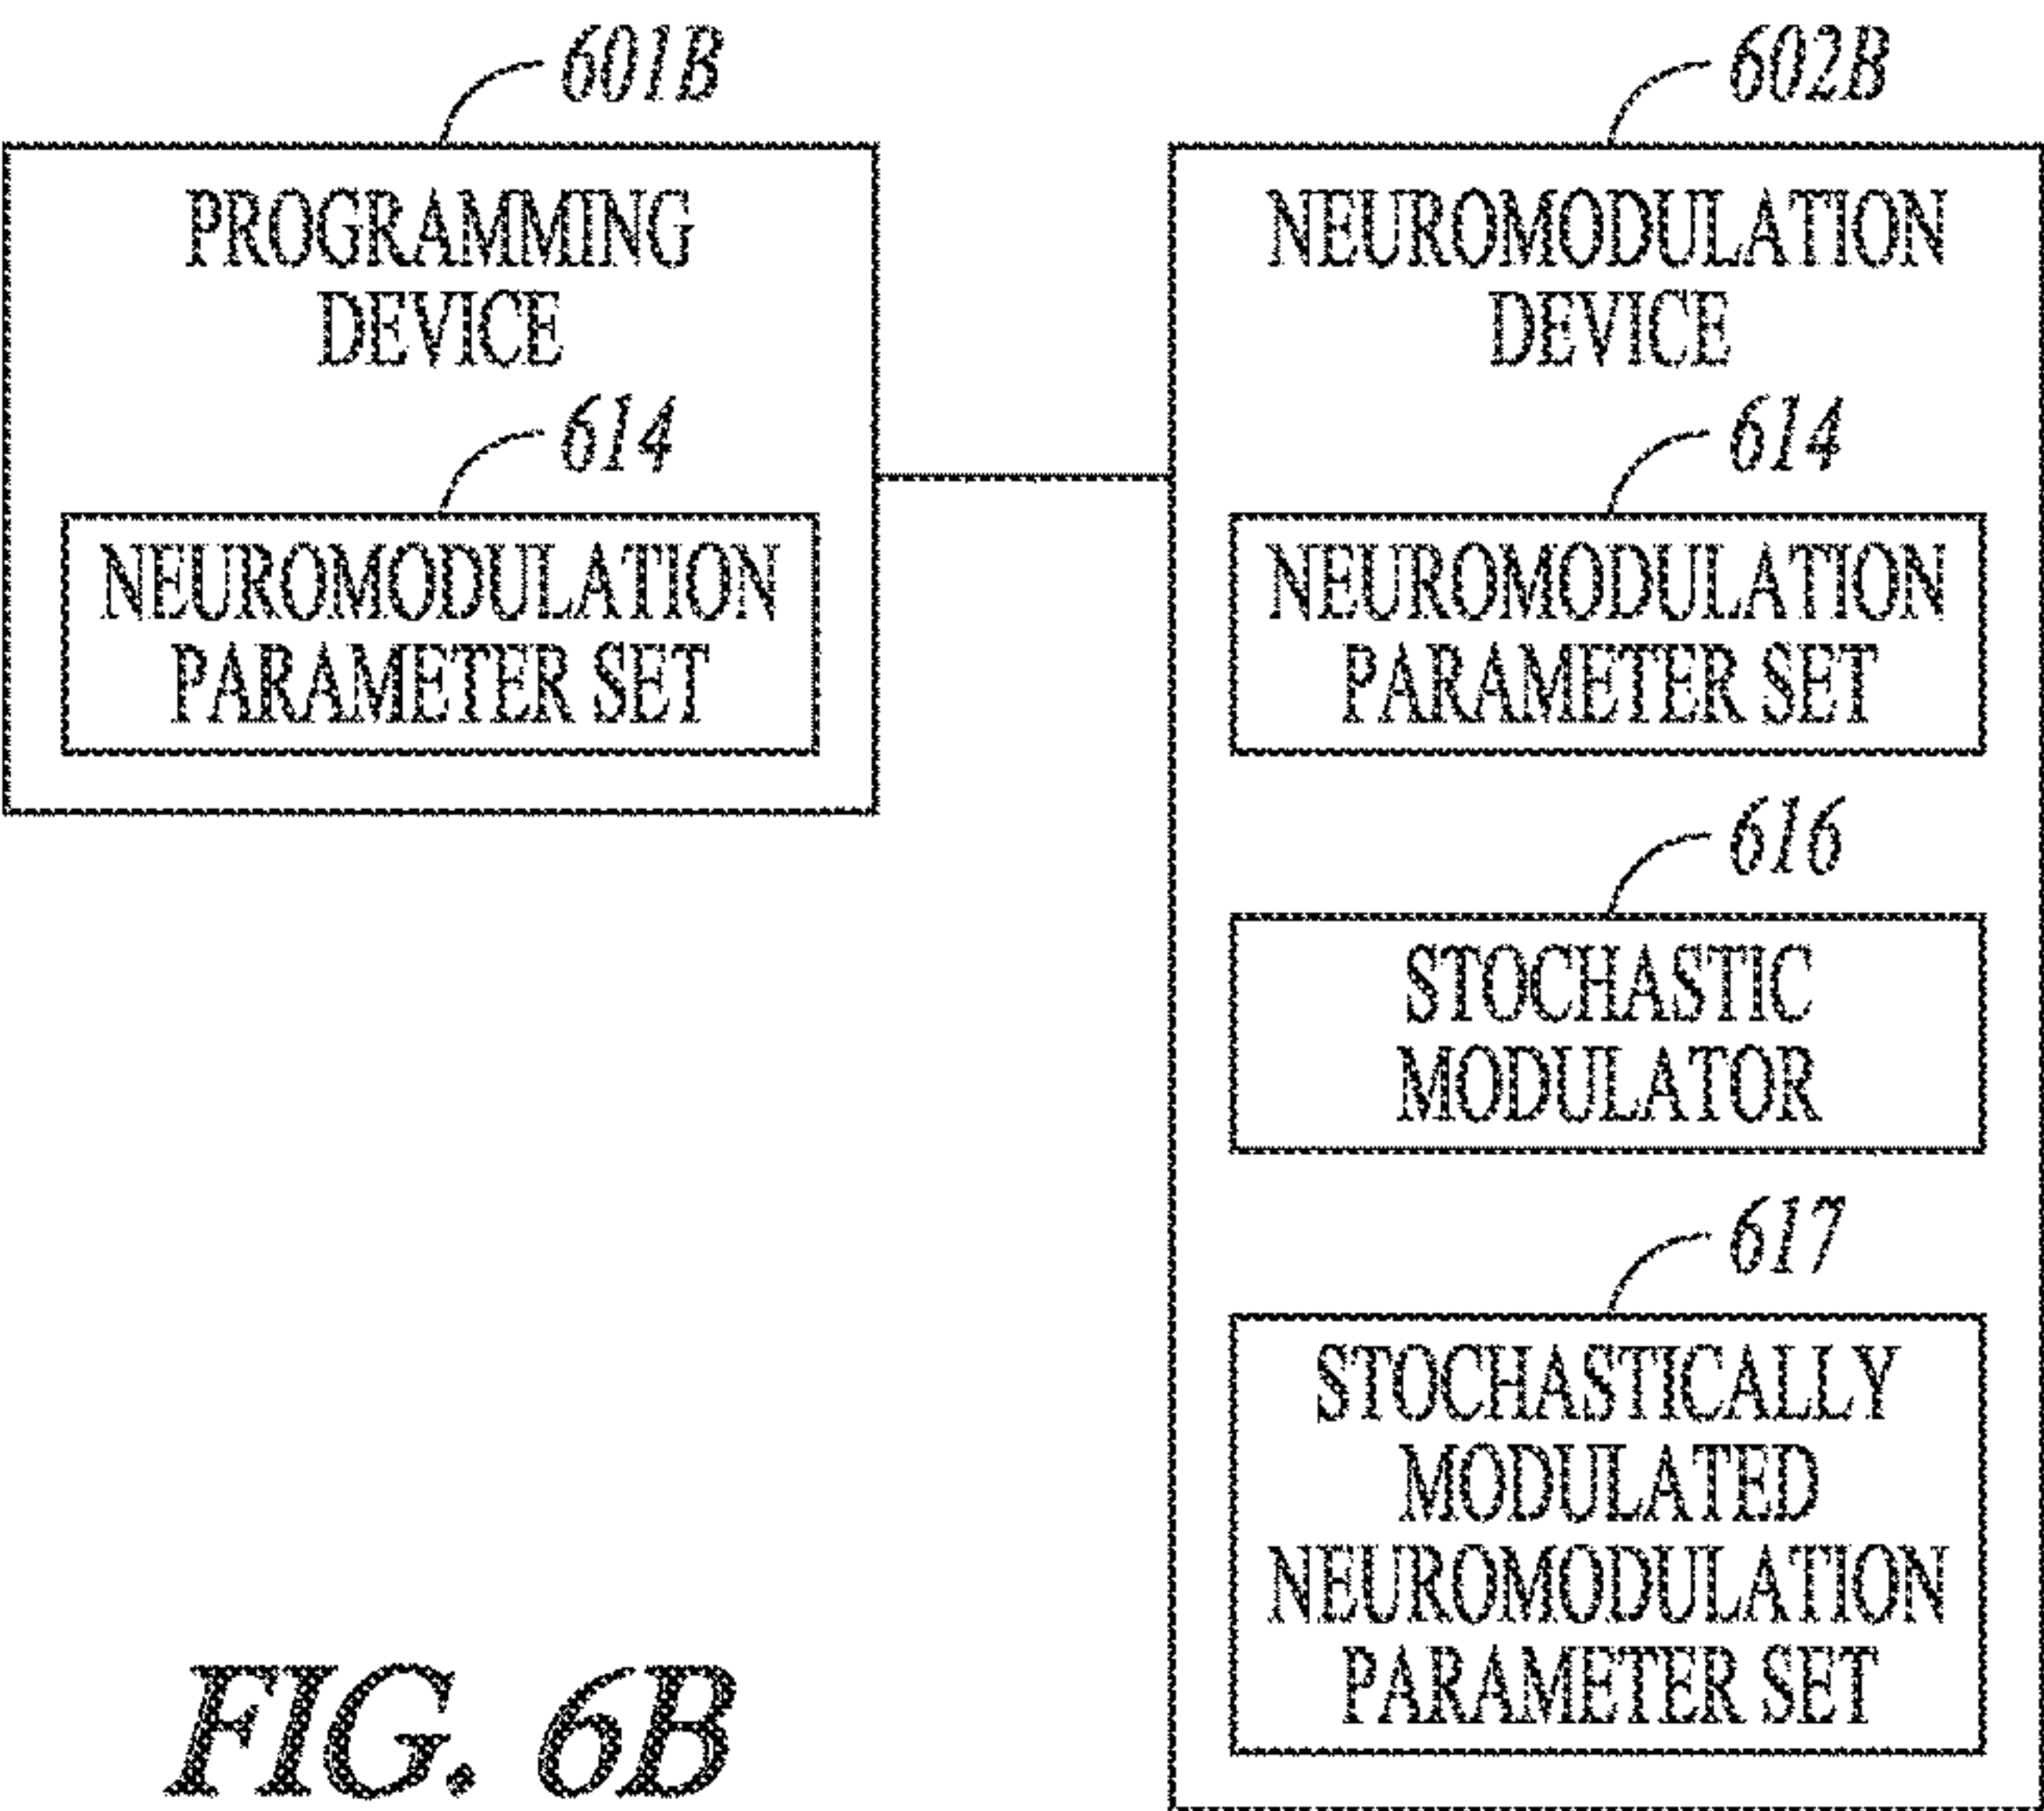 601B
PROGRAMMING
DEVICE
614
NEUROMODULATION
PARAMETER SET
602B
NEUROMODULATION
DEVICE
614
NEUROMODULATION
PARAMETER SET
616
STOCHASTIC
MODULATOR
617
STOCHASTICALLY
MODULATED
NEUROMODULATION
PARAMETER SET
FIG. 6B